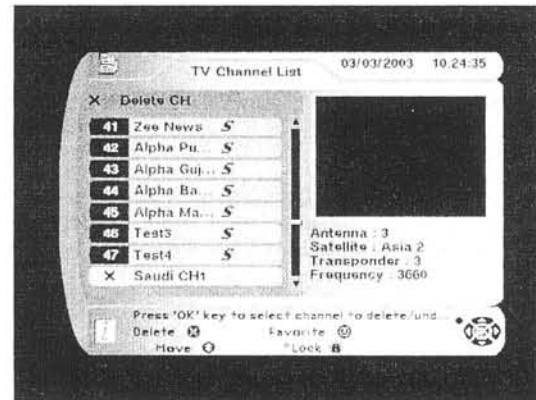 TV Channel List 03/03/2003 10:24:35
X Delete CH
41 Zee News S
42 Alpha Pu... S
43 Alpha Guj... S
44 Alpha Ba... S
45 Alpha Ma... S
46 Test3 S
47 Test4 S
X Saudi CH1
Antenna : 3
Satellite : Asia 2
Transponder : 3
Frequency : 3660
Press 'OK' key to select channel to delete/und...
Delete Favorite
Move Lock